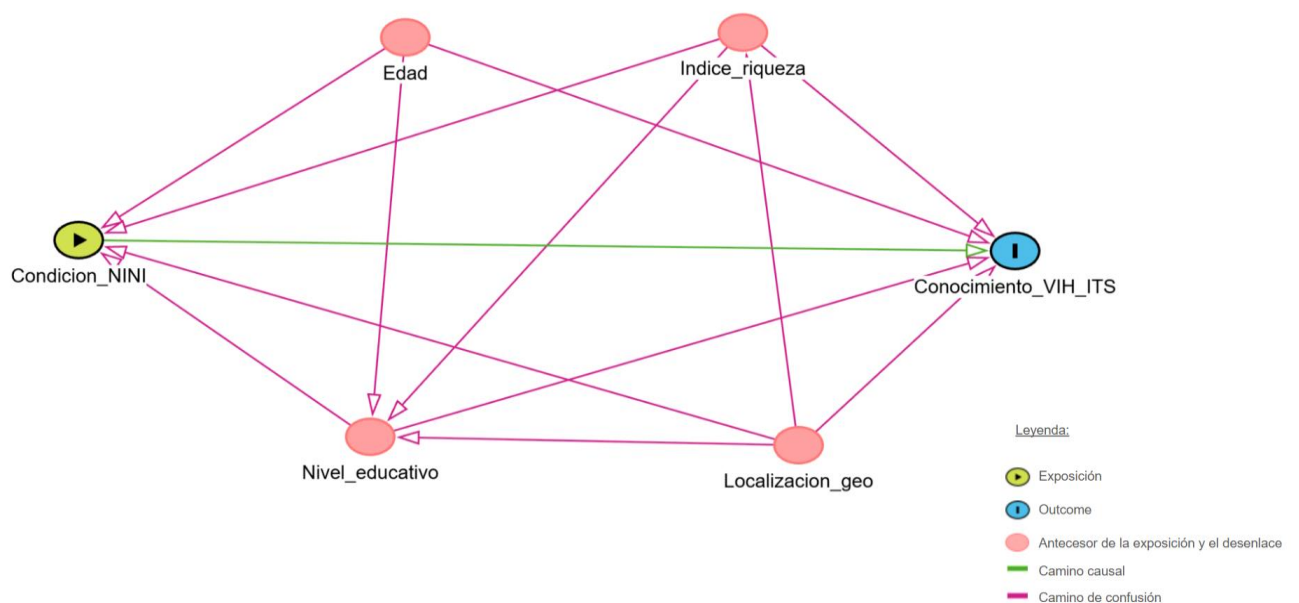 Edad
Indice_riqueza
Condicion_NINI
Conocimiento_VIH_ITS
Nivel_educativo
Localizacion_geo
Leyenda:
Exposición
Outcome
Antecesor de la exposición y el desenlace
Camino causal
Camino de confusión